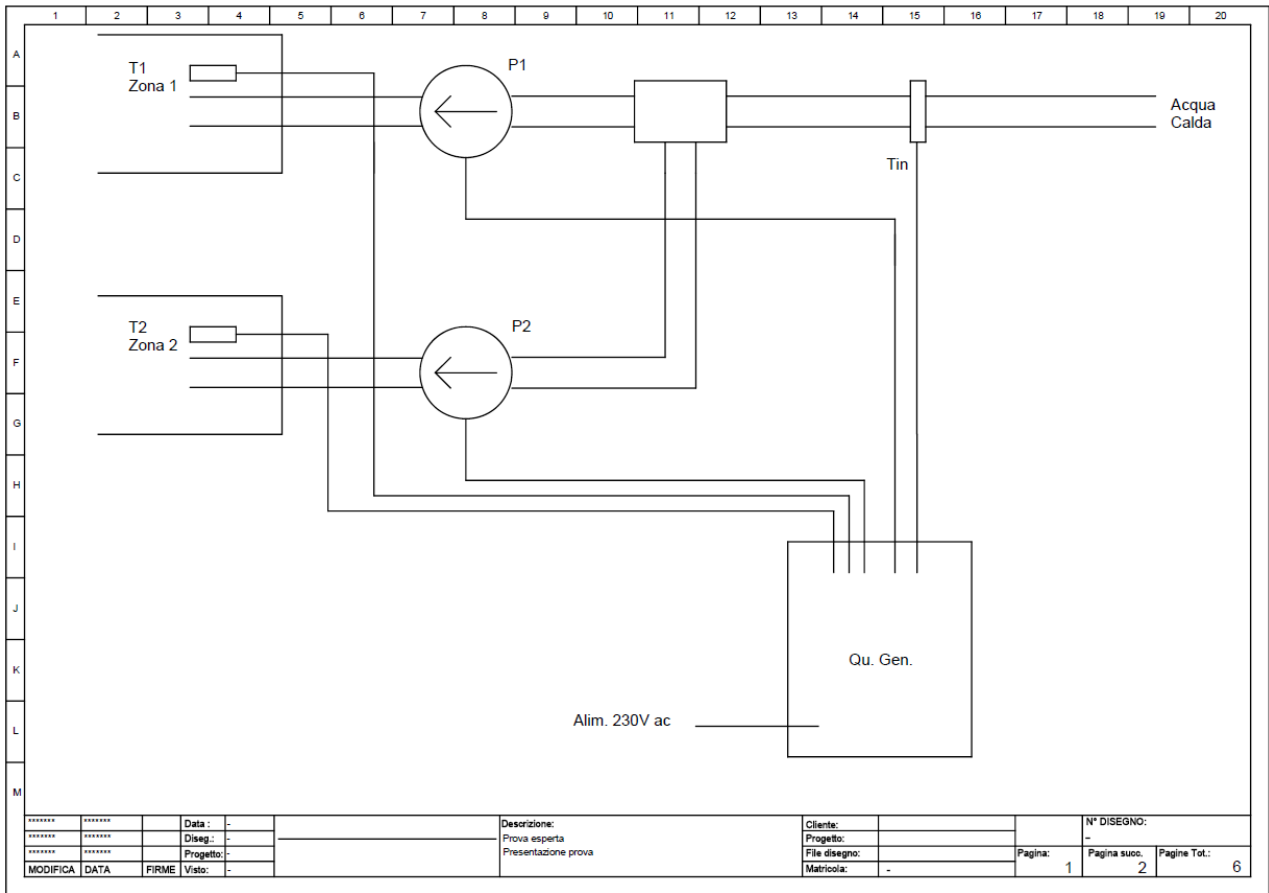 1 2 3 4 5 6 7 8 9 10 11 12 13 14 15 16 17 18 19 20
A
B
C
D
E
F
G
H
I
J
K
L
M
T1
Zona 1
P1
Acqua
Calda
Tin
T2
Zona 2
P2
Qu. Gen.
Alim. 230V ac
******* ******* Data : -
******* ******* Diseg.: -
******* ******* Progetto: -
MODIFICA DATA FIRME Visto: -
Descrizione:
Prova esperta
Presentazione prova
Cliente:
Progetto:
File disegno:
Matricola: -
N° DISEGNO:
-
Pagina: 1
Pagina succ. 2
Pagine Tot.: 6